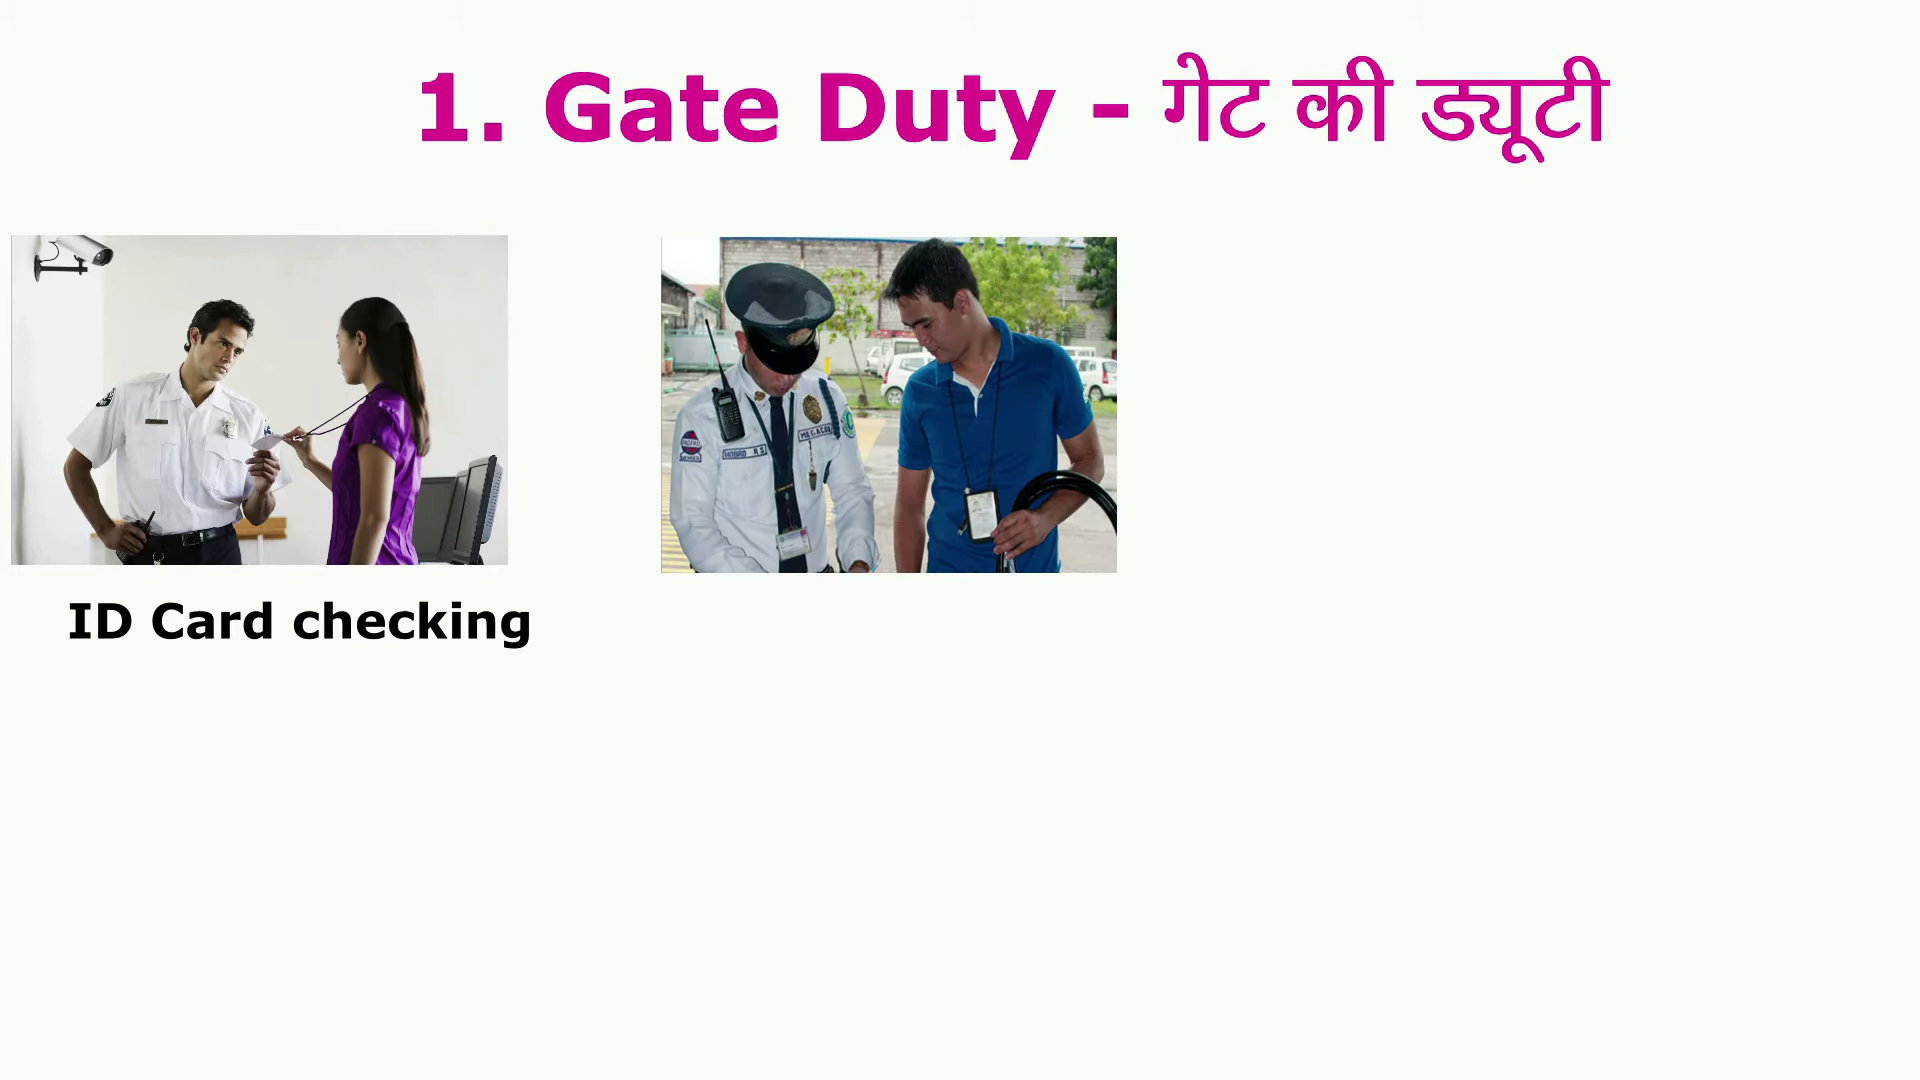 1. Gate Duty - गेट की ड्यूटी
ID Card checking